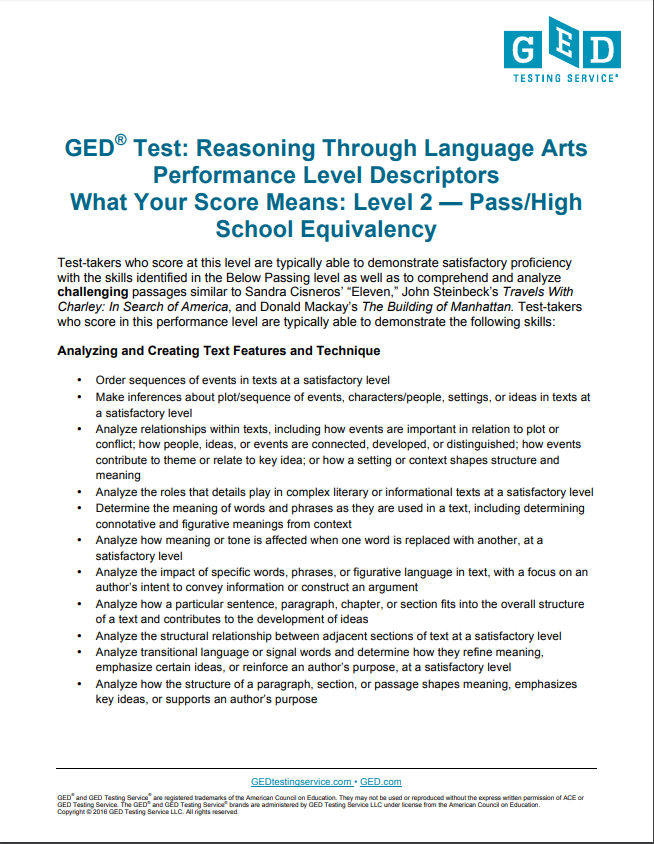 GED
TESTING SERVICE®
GED® Test: Reasoning Through Language Arts
Performance Level Descriptors
What Your Score Means: Level 2 — Pass/High
School Equivalency
Test-takers who score at this level are typically able to demonstrate satisfactory proficiency
with the skills identified in the Below Passing level as well as to comprehend and analyze
challenging passages similar to Sandra Cisneros’ “Eleven,” John Steinbeck’s Travels With
Charley: In Search of America, and Donald Mackay’s The Building of Manhattan. Test-takers
who score in this performance level are typically able to demonstrate the following skills:
Analyzing and Creating Text Features and Technique
• Order sequences of events in texts at a satisfactory level
• Make inferences about plot/sequence of events, characters/people, settings, or ideas in texts at
a satisfactory level
• Analyze relationships within texts, including how events are important in relation to plot or
conflict; how people, ideas, or events are connected, developed, or distinguished; how events
contribute to theme or relate to key idea; or how a setting or context shapes structure and
meaning
• Analyze the roles that details play in complex literary or informational texts at a satisfactory level
• Determine the meaning of words and phrases as they are used in a text, including determining
connotative and figurative meanings from context
• Analyze how meaning or tone is affected when one word is replaced with another, at a
satisfactory level
• Analyze the impact of specific words, phrases, or figurative language in text, with a focus on an
author’s intent to convey information or construct an argument
• Analyze how a particular sentence, paragraph, chapter, or section fits into the overall structure
of a text and contributes to the development of ideas
• Analyze the structural relationship between adjacent sections of text at a satisfactory level
• Analyze transitional language or signal words and determine how they refine meaning,
emphasize certain ideas, or reinforce an author’s purpose, at a satisfactory level
• Analyze how the structure of a paragraph, section, or passage shapes meaning, emphasizes
key ideas, or supports an author’s purpose
GEDtestingservice.com • GED.com
GED® and GED Testing Service® are registered trademarks of the American Council on Education. They may not be used or reproduced without the express written permission of ACE or
GED Testing Service. The GED® and GED Testing Service® brands are administered by GED Testing Service LLC under license from the American Council on Education.
Copyright © 2016 GED Testing Service LLC. All rights reserved.